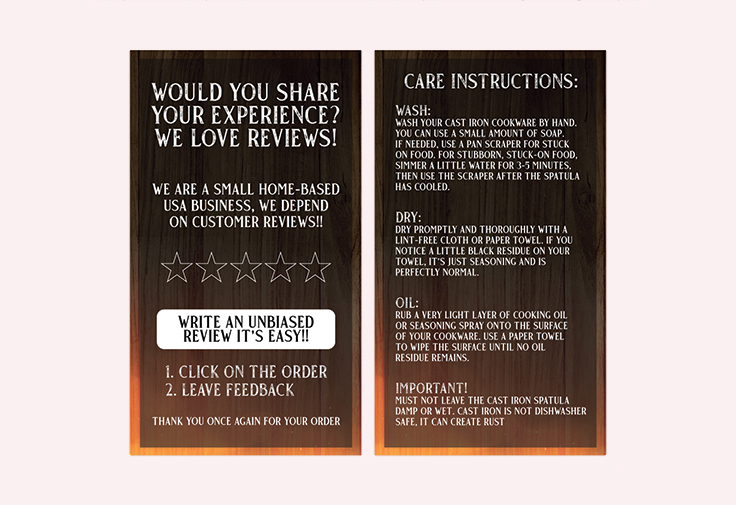 WOULD YOU SHARE
YOUR EXPERIENCE?
WE LOVE REVIEWS!
WE ARE A SMALL HOME-BASED
USA BUSINESS, WE DEPEND
ON CUSTOMER REVIEWS!!
WRITE AN UNBIASED
REVIEW IT'S EASY!!
1. CLICK ON THE ORDER
2. LEAVE FEEDBACK
THANK YOU ONCE AGAIN FOR YOUR ORDER
CARE INSTRUCTIONS:
WASH:
WASH YOUR CAST IRON COOKWARE BY HAND.
YOU CAN USE A SMALL AMOUNT OF SOAP.
IF NEEDED, USE A PAN SCRAPER FOR STUCK
ON FOOD. FOR STUBBORN, STUCK-ON FOOD,
SIMMER A LITTLE WATER FOR 3-5 MINUTES,
THEN USE THE SCRAPER AFTER THE SPATULA
HAS COOLED.
DRY:
DRY PROMPTLY AND THOROUGHLY WITH A
LINT-FREE CLOTH OR PAPER TOWEL. IF YOU
NOTICE A LITTLE BLACK RESIDUE ON YOUR
TOWEL, IT'S JUST SEASONING AND IS
PERFECTLY NORMAL.
OIL:
RUB A VERY LIGHT LAYER OF COOKING OIL
OR SEASONING SPRAY ONTO THE SURFACE
OF YOUR COOKWARE. USE A PAPER TOWEL
TO WIPE THE SURFACE UNTIL NO OIL
RESIDUE REMAINS.
IMPORTANT!
MUST NOT LEAVE THE CAST IRON SPATULA
DAMP OR WET. CAST IRON IS NOT DISHWASHER
SAFE, IT CAN CREATE RUST